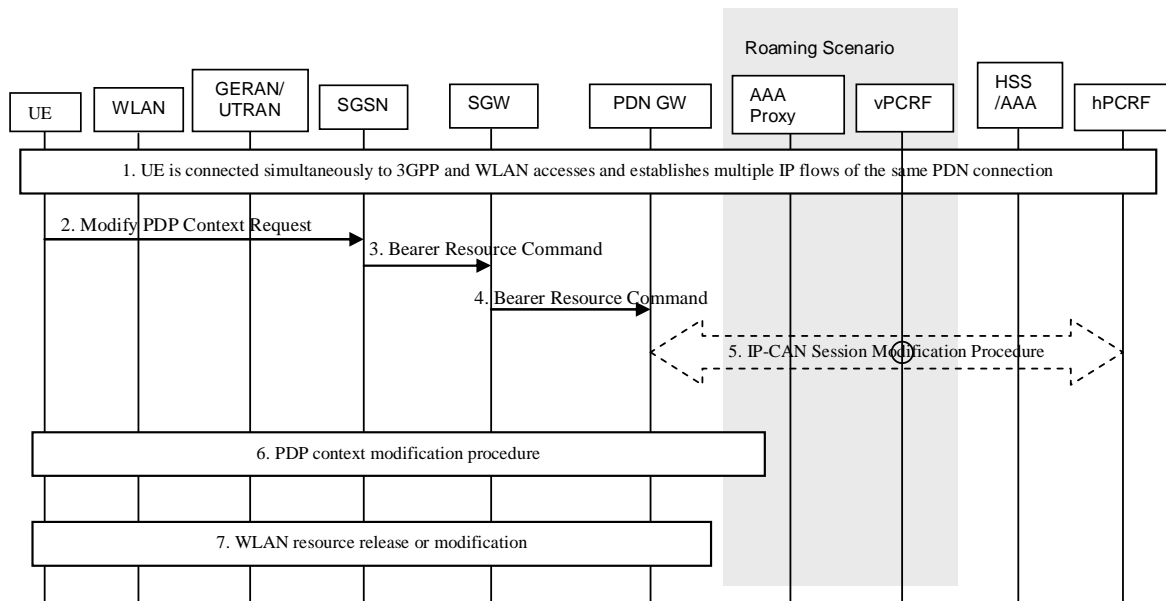 Roaming Scenario
UE
WLAN
GERAN/
UTRAN
SGSN
SGW
PDN GW
AAA
Proxy
vPCRF
HSS
/AAA
hPCRF
1. UE is connected simultaneously to 3GPP and WLAN accesses and establishes multiple IP flows of the same PDN connection
2. Modify PDP Context Request
3. Bearer Resource Command
4. Bearer Resource Command
5. IP-CAN Session Modification Procedure
6. PDP context modification procedure
7. WLAN resource release or modification